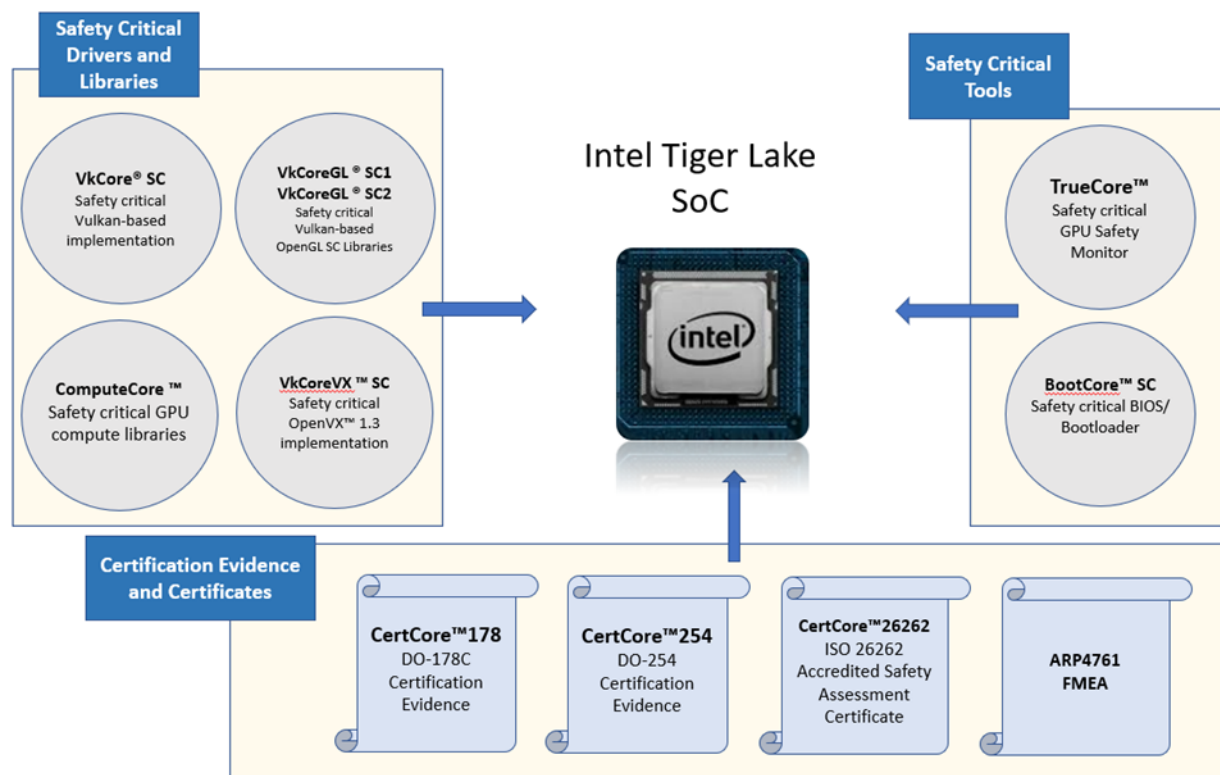 Safety Critical
Drivers and
Libraries
VkCore® SC
Safety critical
Vulkan-based
implementation
VkCoreGL ® SC1
VkCoreGL ® SC2
Safety critical
Vulkan-based
OpenGL SC Libraries
ComputeCore ™
Safety critical GPU
compute libraries
VkCoreVX ™ SC
Safety critical
OpenVX™ 1.3
implementation
Intel Tiger Lake
SoC
intel
Safety Critical
Tools
TrueCore™
Safety critical
GPU Safety
Monitor
BootCore™ SC
Safety critical BIOS/
Bootloader
Certification Evidence
and Certificates
CertCore™178
DO-178C
Certification
Evidence
CertCore™254
DO-254
Certification
Evidence
CertCore™26262
ISO 26262
Accredited Safety
Assessment
Certificate
ARP4761
FMEA